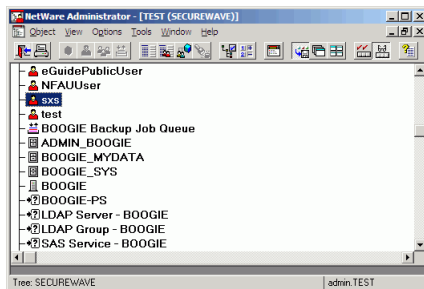 NetWare Administrator - [TEST (SECUREWAVE)]
Object View Options Tools Window Help
eGuidePublicUser
NFAUUser
sxs
test
BOOGIE Backup Job Queue
ADMIN_BOOGIE
BOOGIE_MYDATA
BOOGIE_SYS
BOOGIE
BOOGIE-PS
LDAP Server - BOOGIE
LDAP Group - BOOGIE
SAS Service - BOOGIE
Tree: SECUREWAVE admin.TEST